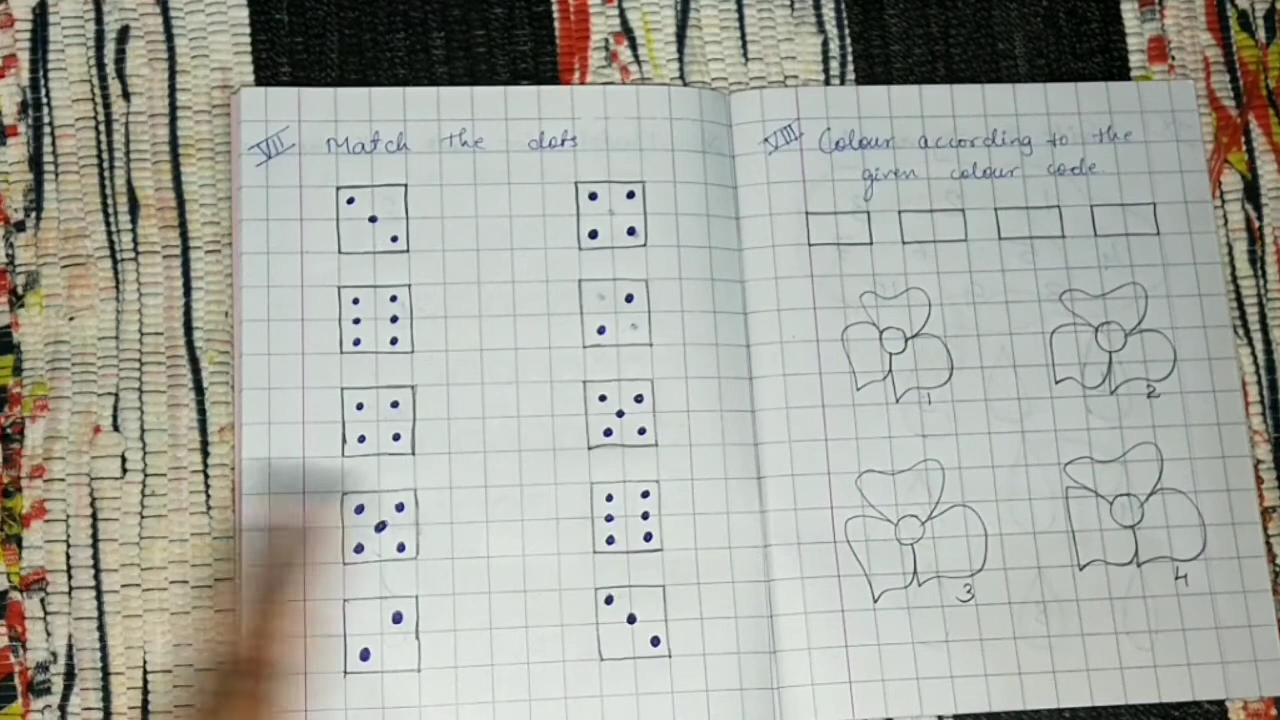 VII Match the dots
VIII Colour according to the
given colour code.
1
2
3
4